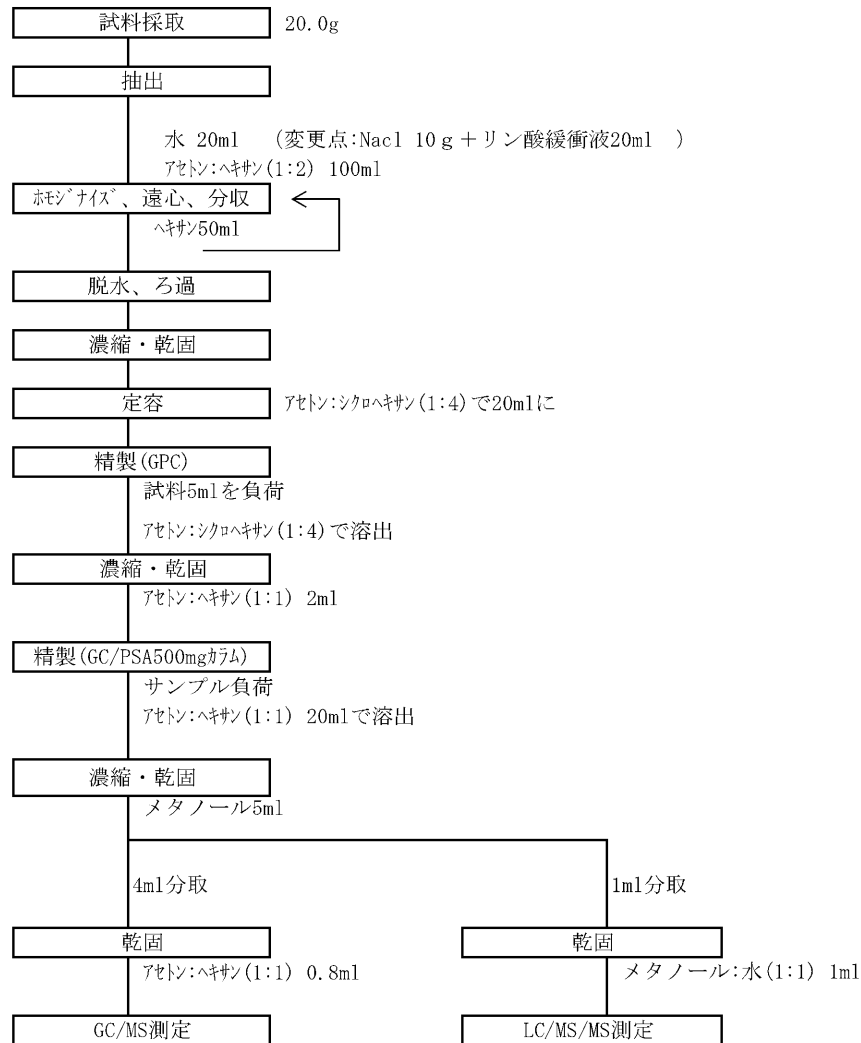 試料採取 20.0g
抽出
水 20ml （変更点:Nacl 10ｇ＋リン酸緩衝液20ml ）
ｱｾﾄﾝ:ﾍｷｻﾝ(1:2) 100ml
ﾎﾓｼﾞﾅｲｽﾞ、遠心、分収
ﾍｷｻﾝ50ml
脱水、ろ過
濃縮・乾固
定容 ｱｾﾄﾝ:ｼｸﾛﾍｷｻﾝ(1:4)で20mlに
精製(GPC)
試料5mlを負荷
ｱｾﾄﾝ:ｼｸﾛﾍｷｻﾝ(1:4)で溶出
濃縮・乾固
ｱｾﾄﾝ:ﾍｷｻﾝ(1:1) 2ml
精製(GC/PSA500mgｶﾗﾑ)
サンプル負荷
ｱｾﾄﾝ:ﾍｷｻﾝ(1:1) 20mlで溶出
濃縮・乾固
メタノール5ml
4ml分取 1ml分取
乾固 乾固
ｱｾﾄﾝ:ﾍｷｻﾝ(1:1) 0.8ml メタノール:水(1:1) 1ml
GC/MS測定 LC/MS/MS測定